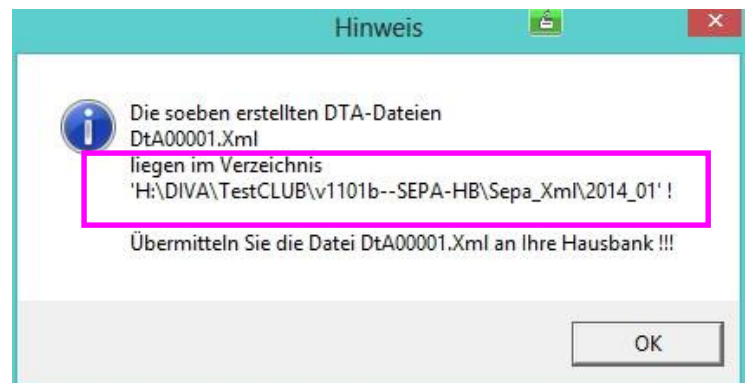 Hinweis
Die soeben erstellten DTA-Dateien
DtA00001.Xml
liegen im Verzeichnis
'H:\DIVA\TestCLUB\v1101b--SEPA-HB\Sepa_Xml\2014_01' !
Übermitteln Sie die Datei DtA00001.Xml an Ihre Hausbank !!!
OK